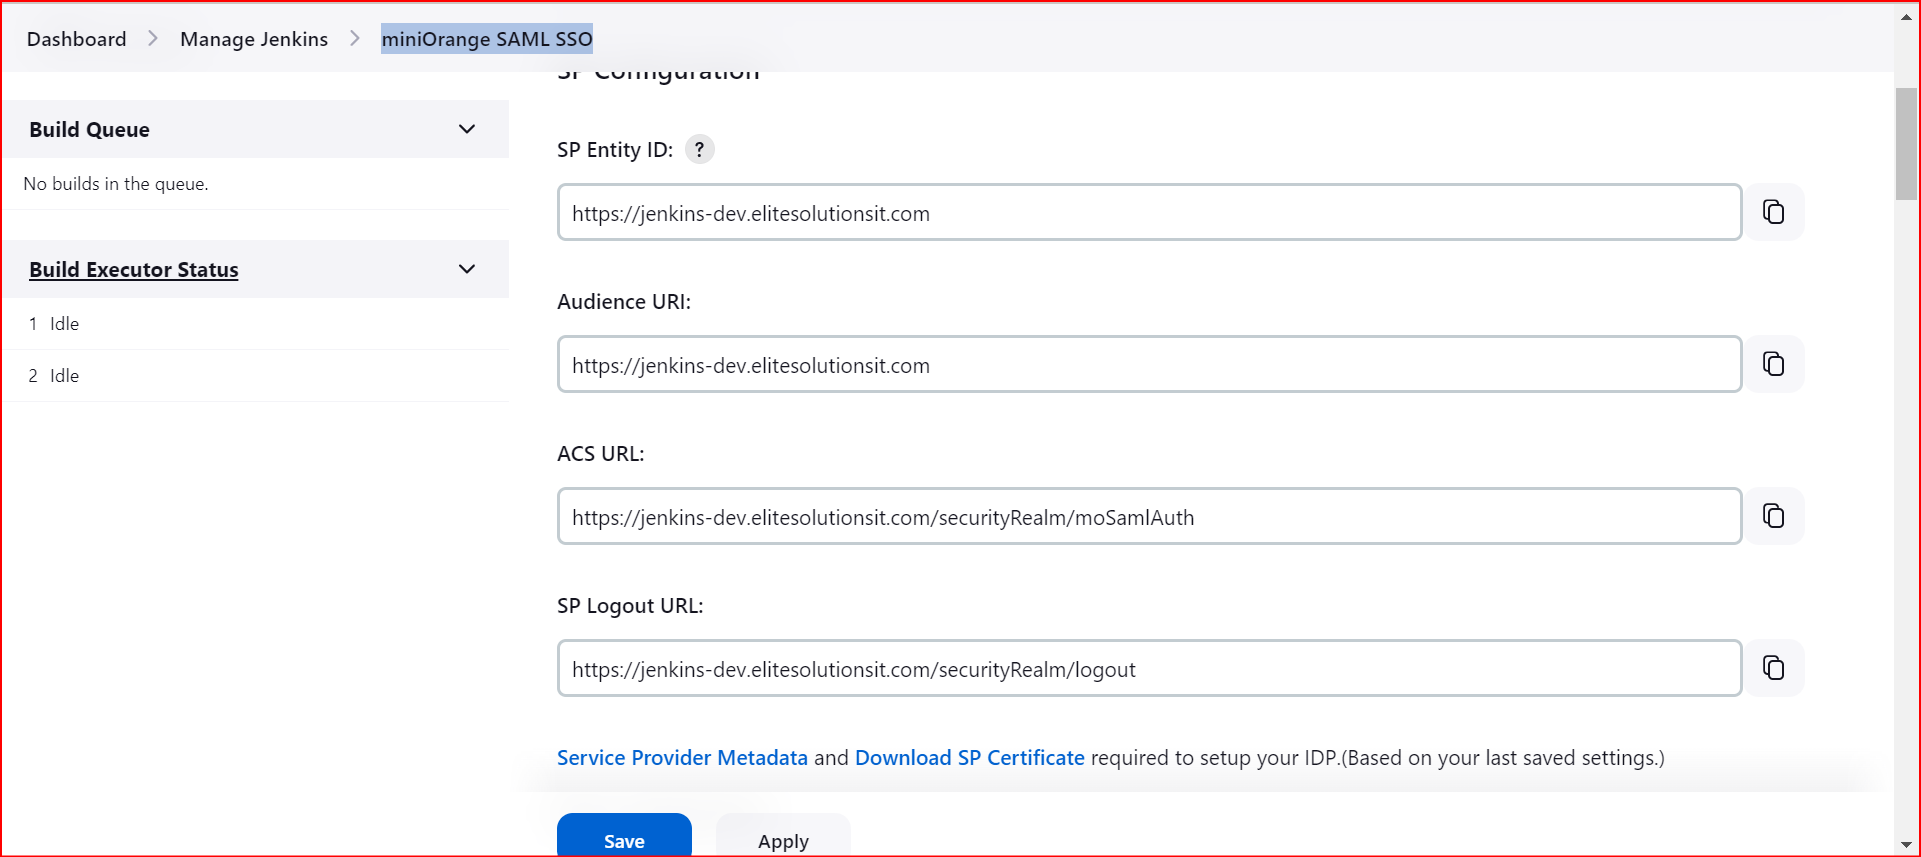 Dashboard > Manage Jenkins > miniOrange SAML SSO
Build Queue
No builds in the queue.
Build Executor Status
1 Idle
2 Idle
SP Configuration
SP Entity ID: ?
https://jenkins-dev.elitesolutionsit.com
Audience URI:
https://jenkins-dev.elitesolutionsit.com
ACS URL:
https://jenkins-dev.elitesolutionsit.com/securityRealm/moSamlAuth
SP Logout URL:
https://jenkins-dev.elitesolutionsit.com/securityRealm/logout
Service Provider Metadata and Download SP Certificate required to setup your IDP.(Based on your last saved settings.)
Save Apply